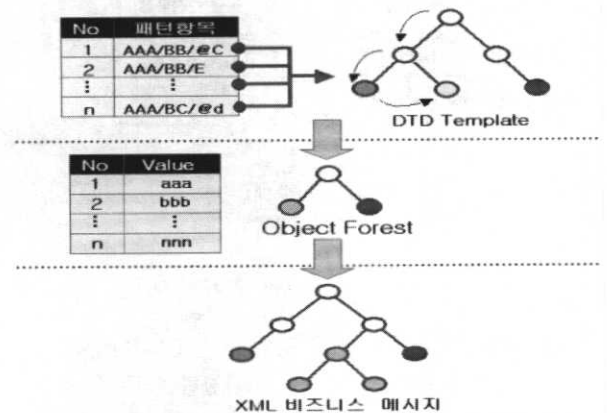 No 패턴항목
1 AAA/BB/@C
2 AAA/BB/E
⋮ ⋮
n AAA/BC/@d
DTD Template
No Value
1 aaa
2 bbb
⋮ ⋮
n nnn
Object Forest
XML 비즈니스 메시지